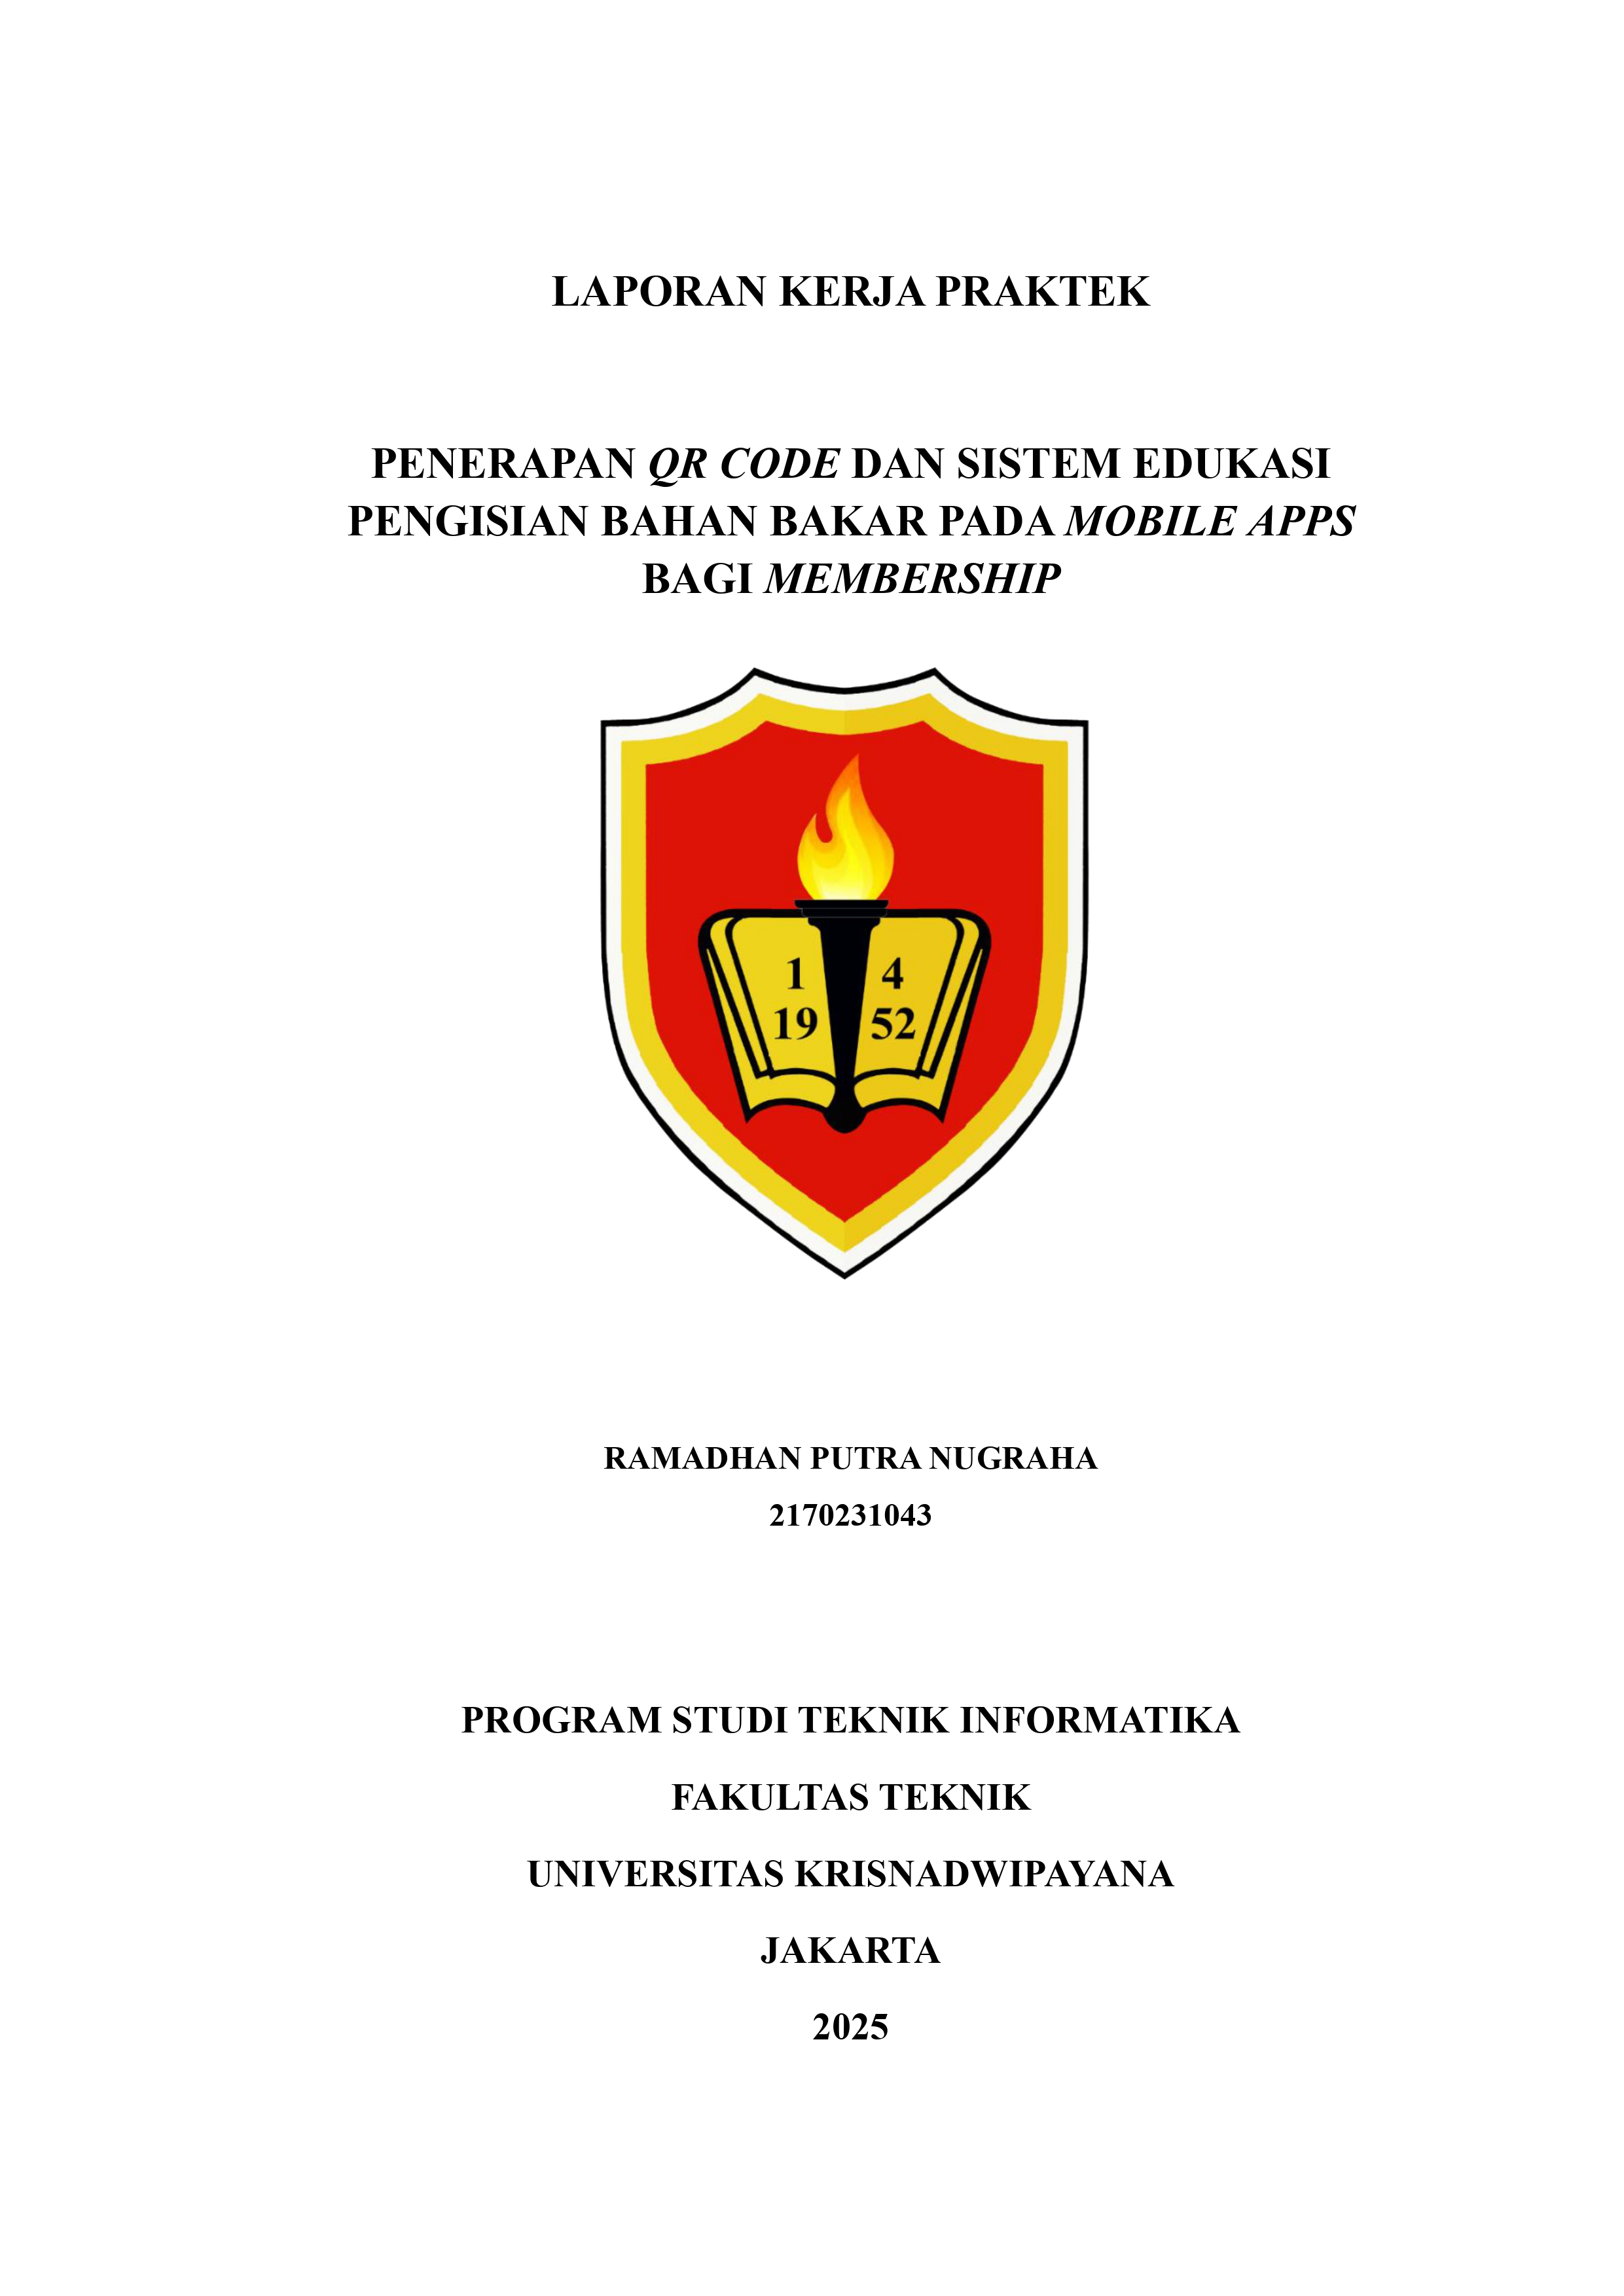 LAPORAN KERJA PRAKTEK
PENERAPAN QR CODE DAN SISTEM EDUKASI
PENGISIAN BAHAN BAKAR PADA MOBILE APPS
BAGI MEMBERSHIP
1 4
19 52
RAMADHAN PUTRA NUGRAHA
2170231043
PROGRAM STUDI TEKNIK INFORMATIKA
FAKULTAS TEKNIK
UNIVERSITAS KRISNADWIPAYANA
JAKARTA
2025